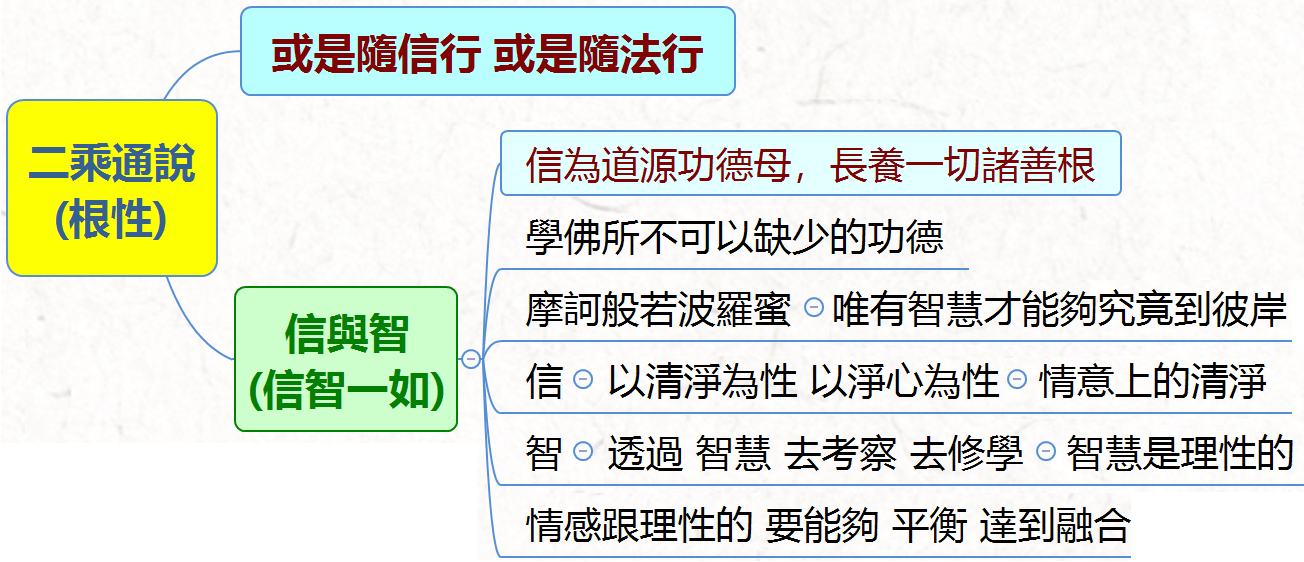 或是隨信行 或是隨法行
二乘通說
(根性)
信與智
(信智一如)
信為道源功德母，長養一切諸善根
學佛所不可以缺少的功德
摩訶般若波羅蜜 唯有智慧才能夠究竟到彼岸
信 以清淨為性 以淨心為性 情意上的清淨
智 透過 智慧 去考察 去修學 智慧是理性的
情感跟理性的 要能夠 平衡 達到融合